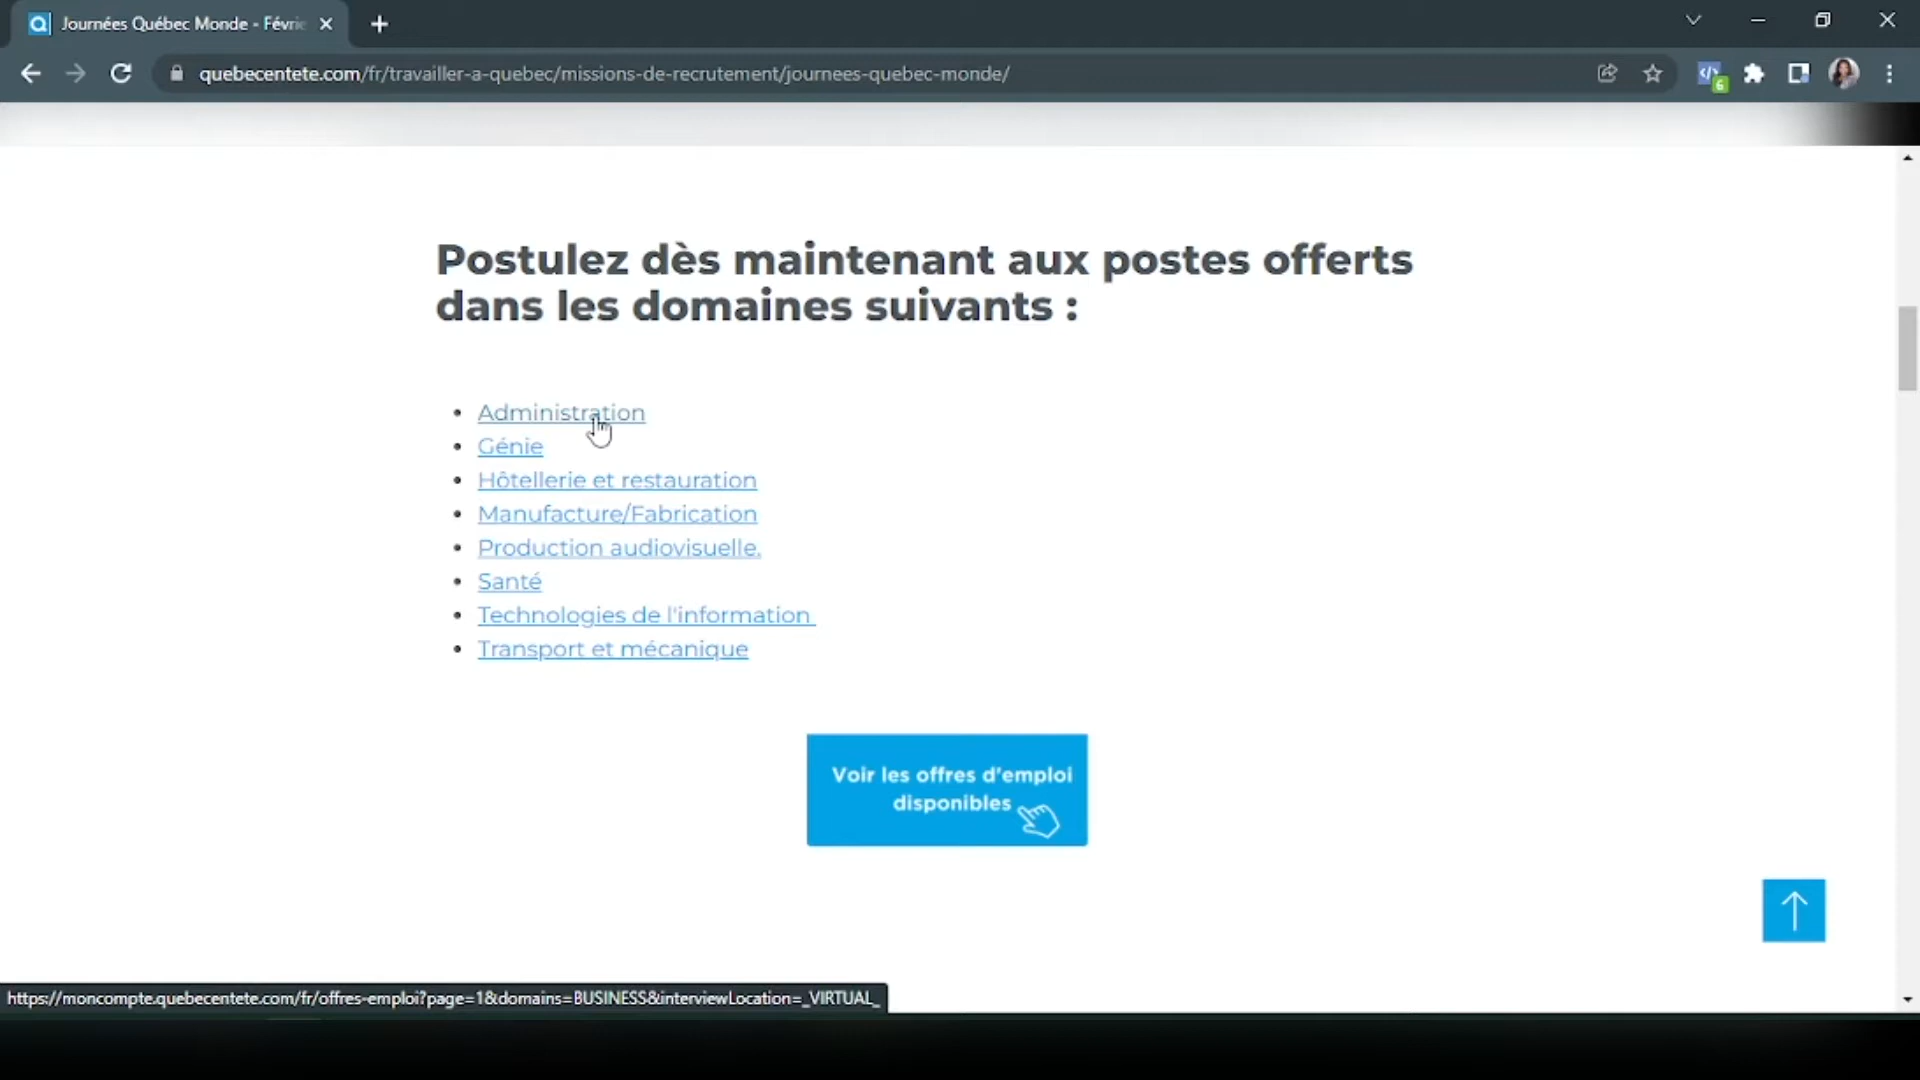 Journées Québec Monde - Févrie
quebecentete.com/fr/travailler-a-quebec/missions-de-recrutement/journees-quebec-monde/
6
Postulez dès maintenant aux postes offerts
dans les domaines suivants :
• Administration
• Génie
• Hôtellerie et restauration
• Manufacture/Fabrication
• Production audiovisuelle.
• Santé
• Technologies de l'information
• Transport et mécanique
Voir les offres d'emploi
disponibles
https://moncompte.quebecentete.com/fr/offres-emploi?page=1&domains=BUSINESS&interviewLocation=_VIRTUAL_